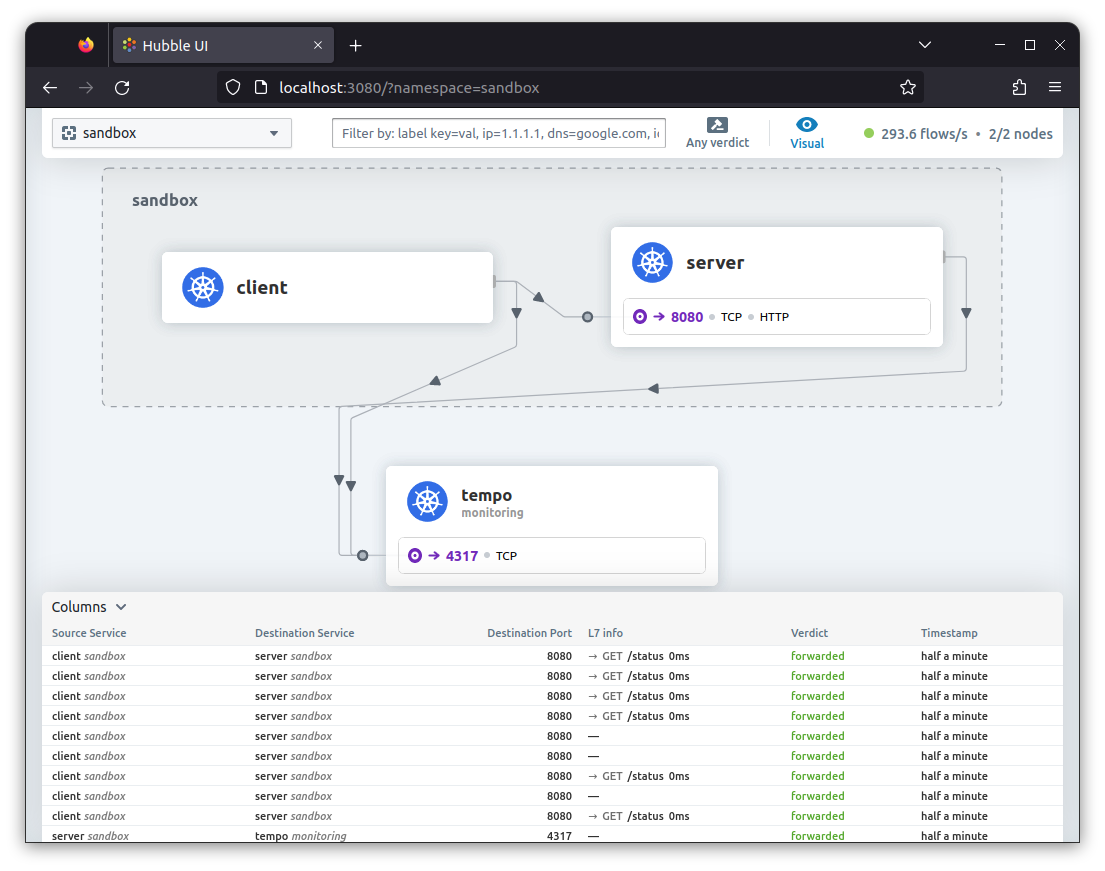 Hubble UI
localhost:3080/?namespace=sandbox
sandbox
Filter by: label key=val, ip=1.1.1.1, dns=google.com,
Any verdict
Visual
293.6 flows/s • 2/2 nodes
sandbox
client
server
→ 8080 • TCP • HTTP
tempo
monitoring
→ 4317 • TCP
Columns
Source Service Destination Service Destination Port L7 info Verdict Timestamp
client sandbox server sandbox 8080 → GET /status 0ms forwarded half a minute
client sandbox server sandbox 8080 → GET /status 0ms forwarded half a minute
client sandbox server sandbox 8080 → GET /status 0ms forwarded half a minute
client sandbox server sandbox 8080 → GET /status 0ms forwarded half a minute
client sandbox server sandbox 8080 — forwarded half a minute
client sandbox server sandbox 8080 — forwarded half a minute
client sandbox server sandbox 8080 → GET /status 0ms forwarded half a minute
client sandbox server sandbox 8080 — forwarded half a minute
client sandbox server sandbox 8080 → GET /status 0ms forwarded half a minute
server sandbox tempo monitoring 4317 — forwarded half a minute